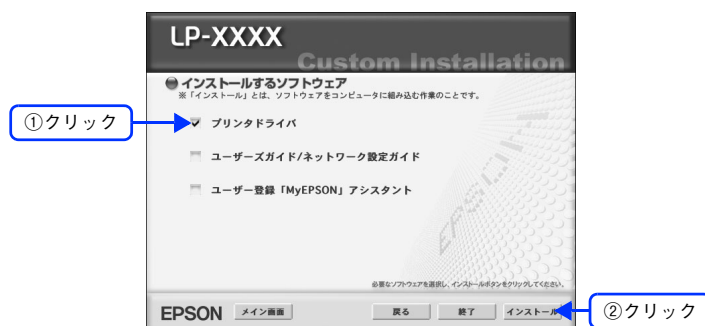 LP-XXXX
Custom Installation
インストールするソフトウェア
※「インストール」とは、ソフトウェアをコンピュータに組み込む作業のことです。
①クリック
プリンタドライバ
ユーザーズガイド/ネットワーク設定ガイド
ユーザー登録「MyEPSON」アシスタント
EPSON
必要なソフトウェアを選択し、インストールボタンをクリックしてください。
EPSON
メイン画面
戻る
終了
インストール
②クリック